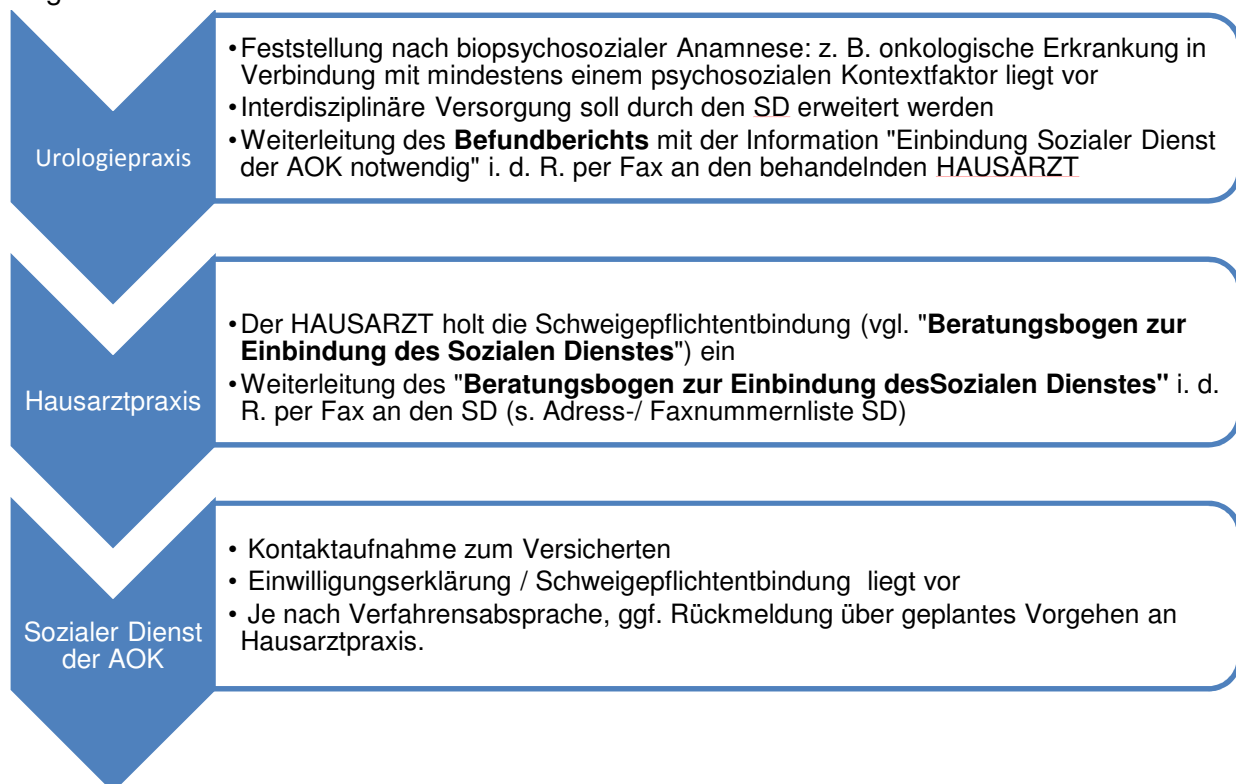 Urologiepraxis
•Feststellung nach biopsychosozialer Anamnese: z. B. onkologische Erkrankung in
Verbindung mit mindestens einem psychosozialen Kontextfaktor liegt vor
•Interdisziplinäre Versorgung soll durch den SD erweitert werden
•Weiterleitung des Befundberichts mit der Information "Einbindung Sozialer Dienst
der AOK notwendig" i. d. R. per Fax an den behandelnden HAUSARZT
Hausarztpraxis
•Der HAUSARZT holt die Schweigepflichtentbindung (vgl. "Beratungsbogen zur
Einbindung des Sozialen Dienstes") ein
•Weiterleitung des "Beratungsbogen zur Einbindung desSozialen Dienstes" i. d.
R. per Fax an den SD (s. Adress-/ Faxnummernliste SD)
Sozialer Dienst
der AOK
• Kontaktaufnahme zum Versicherten
• Einwilligungserklärung / Schweigepflichtentbindung liegt vor
• Je nach Verfahrensabsprache, ggf. Rückmeldung über geplantes Vorgehen an
Hausarztpraxis.